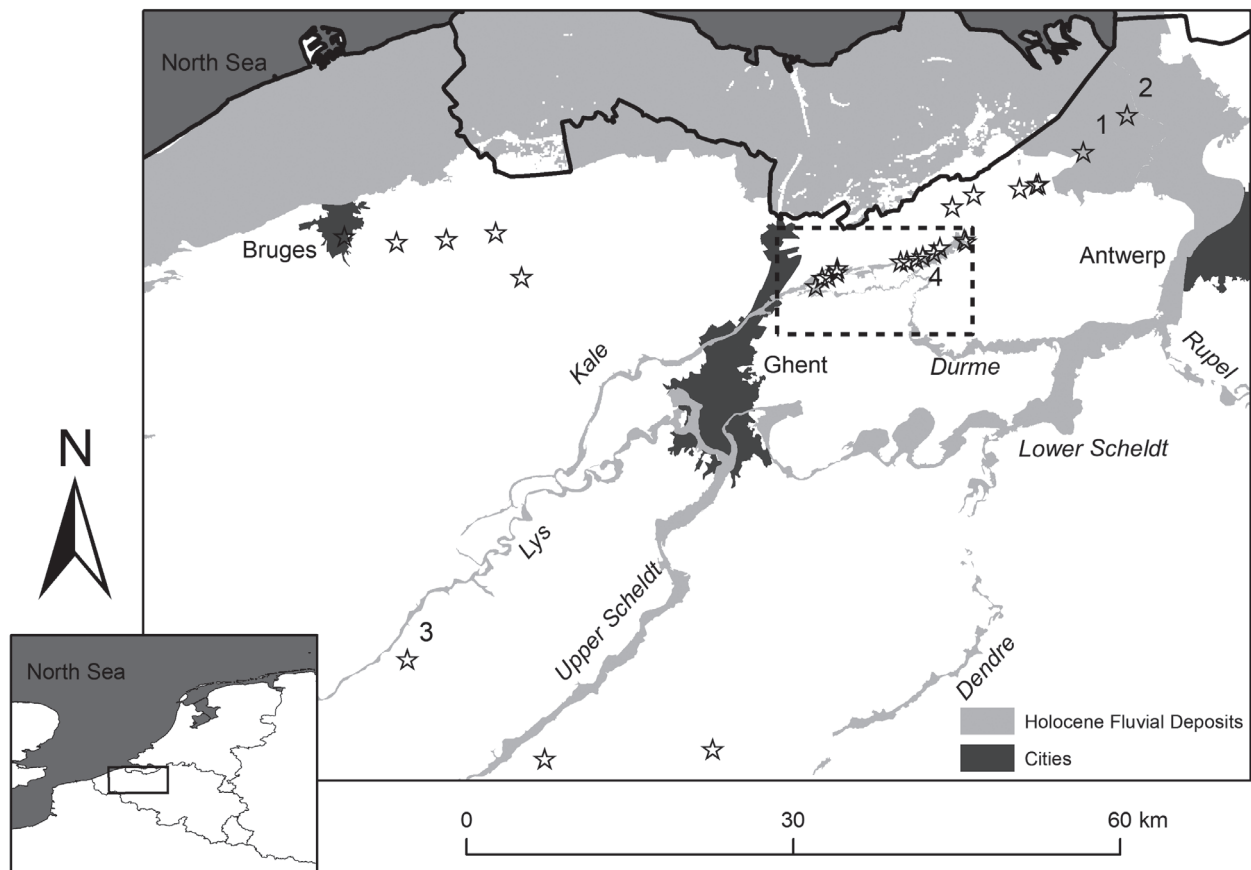 North Sea
2
1
Bruges
Antwerp
4
Kale
Ghent
Durme
Rupel
Lower Scheldt
N
Lys
Upper Scheldt
3
Dendre
North Sea
Holocene Fluvial Deposits
Cities
0 30 60 km